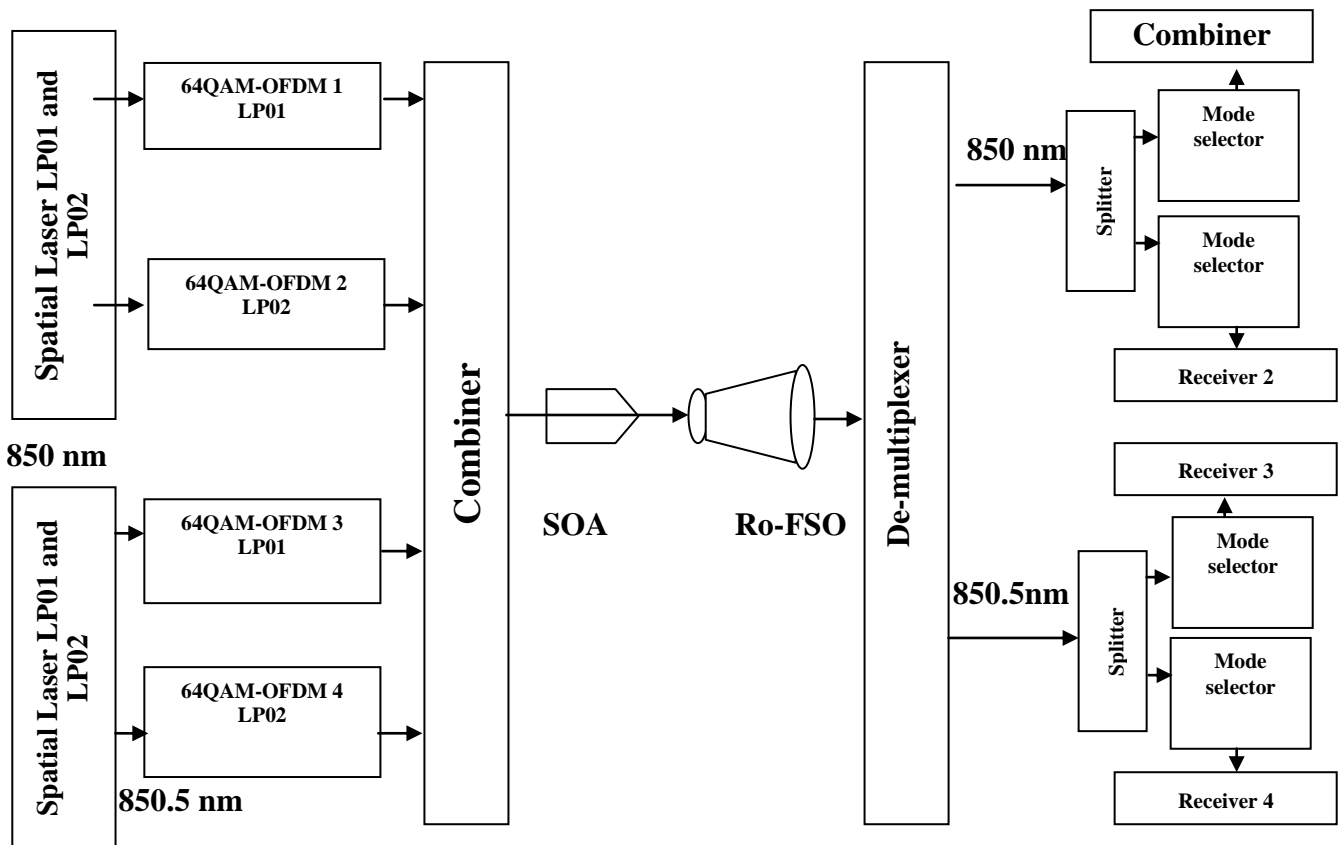 Spatial Laser LP01 and
LP02
850 nm
64QAM-OFDM 1
LP01
64QAM-OFDM 2
LP02
Spatial Laser LP01 and
LP02
850.5 nm
64QAM-OFDM 3
LP01
64QAM-OFDM 4
LP02
Combiner
SOA
Ro-FSO
De-multiplexer
850 nm
Splitter
Combiner
Mode
selector
Mode
selector
Receiver 2
850.5nm
Splitter
Receiver 3
Mode
selector
Mode
selector
Receiver 4